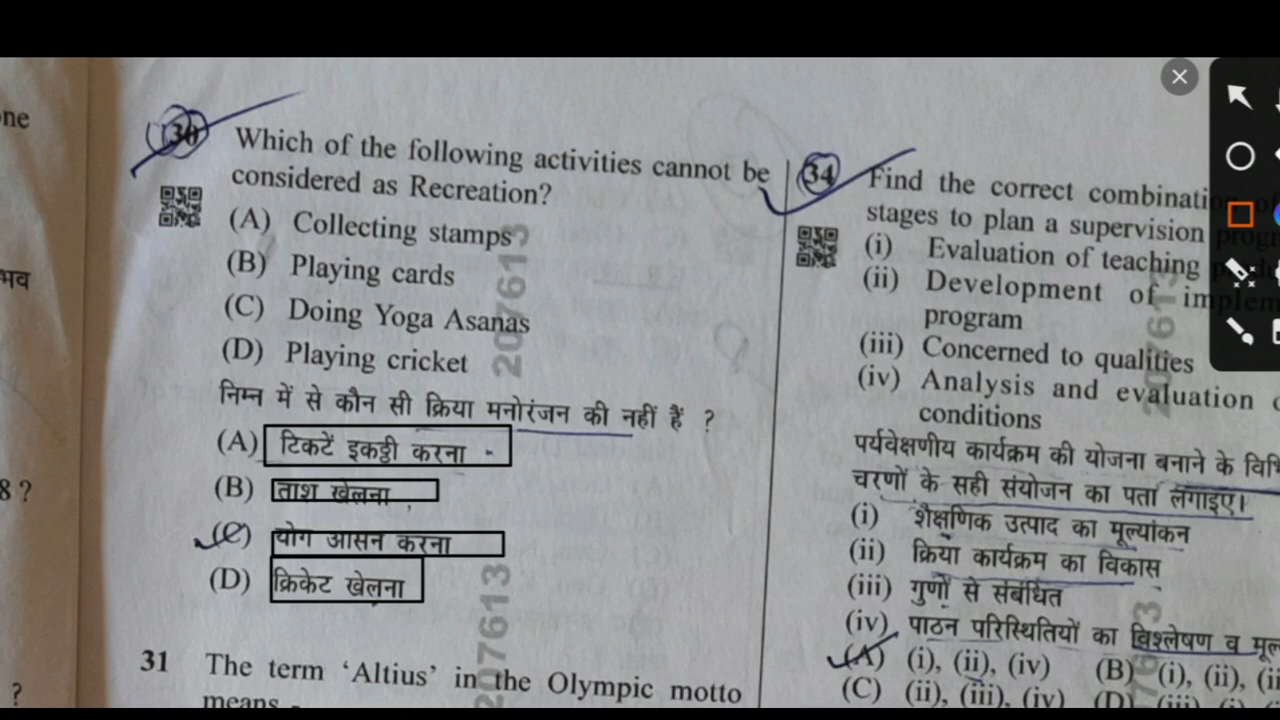 ne
भव
8 ?
?
30 Which of the following activities cannot be
considered as Recreation?
(A) Collecting stamps
(B) Playing cards
(C) Doing Yoga Asanas
(D) Playing cricket
निम्न में से कौन सी क्रिया मनोरंजन की नहीं हैं ?
(A) टिकटें इकट्ठी करना
(B) ताश खेलना
(C) योग आसन करना
(D) क्रिकेट खेलना
31 The term ‘Altius’ in the Olympic motto
means
207613
207613
34 Find the correct combination of
stages to plan a supervision
(i) Evaluation of teaching
(ii) Development of implem
program
(iii) Concerned to qualities
(iv) Analysis and evaluation
conditions
पर्यवेक्षणीय कार्यक्रम की योजना बनाने के
चरणों के सही संयोजन का पता लगाइए।
(i) शैक्षणिक उत्पाद का मूल्यांकन
(ii) क्रिया कार्यक्रम का विकास
(iii) गुणों से संबंधित
(iv) पाठन परिस्थितियों का विश्लेषण व
(A) (i), (ii), (iv) (B) (i), (ii),
(C) (ii), (iii), (iv) (D) (iii)
207613